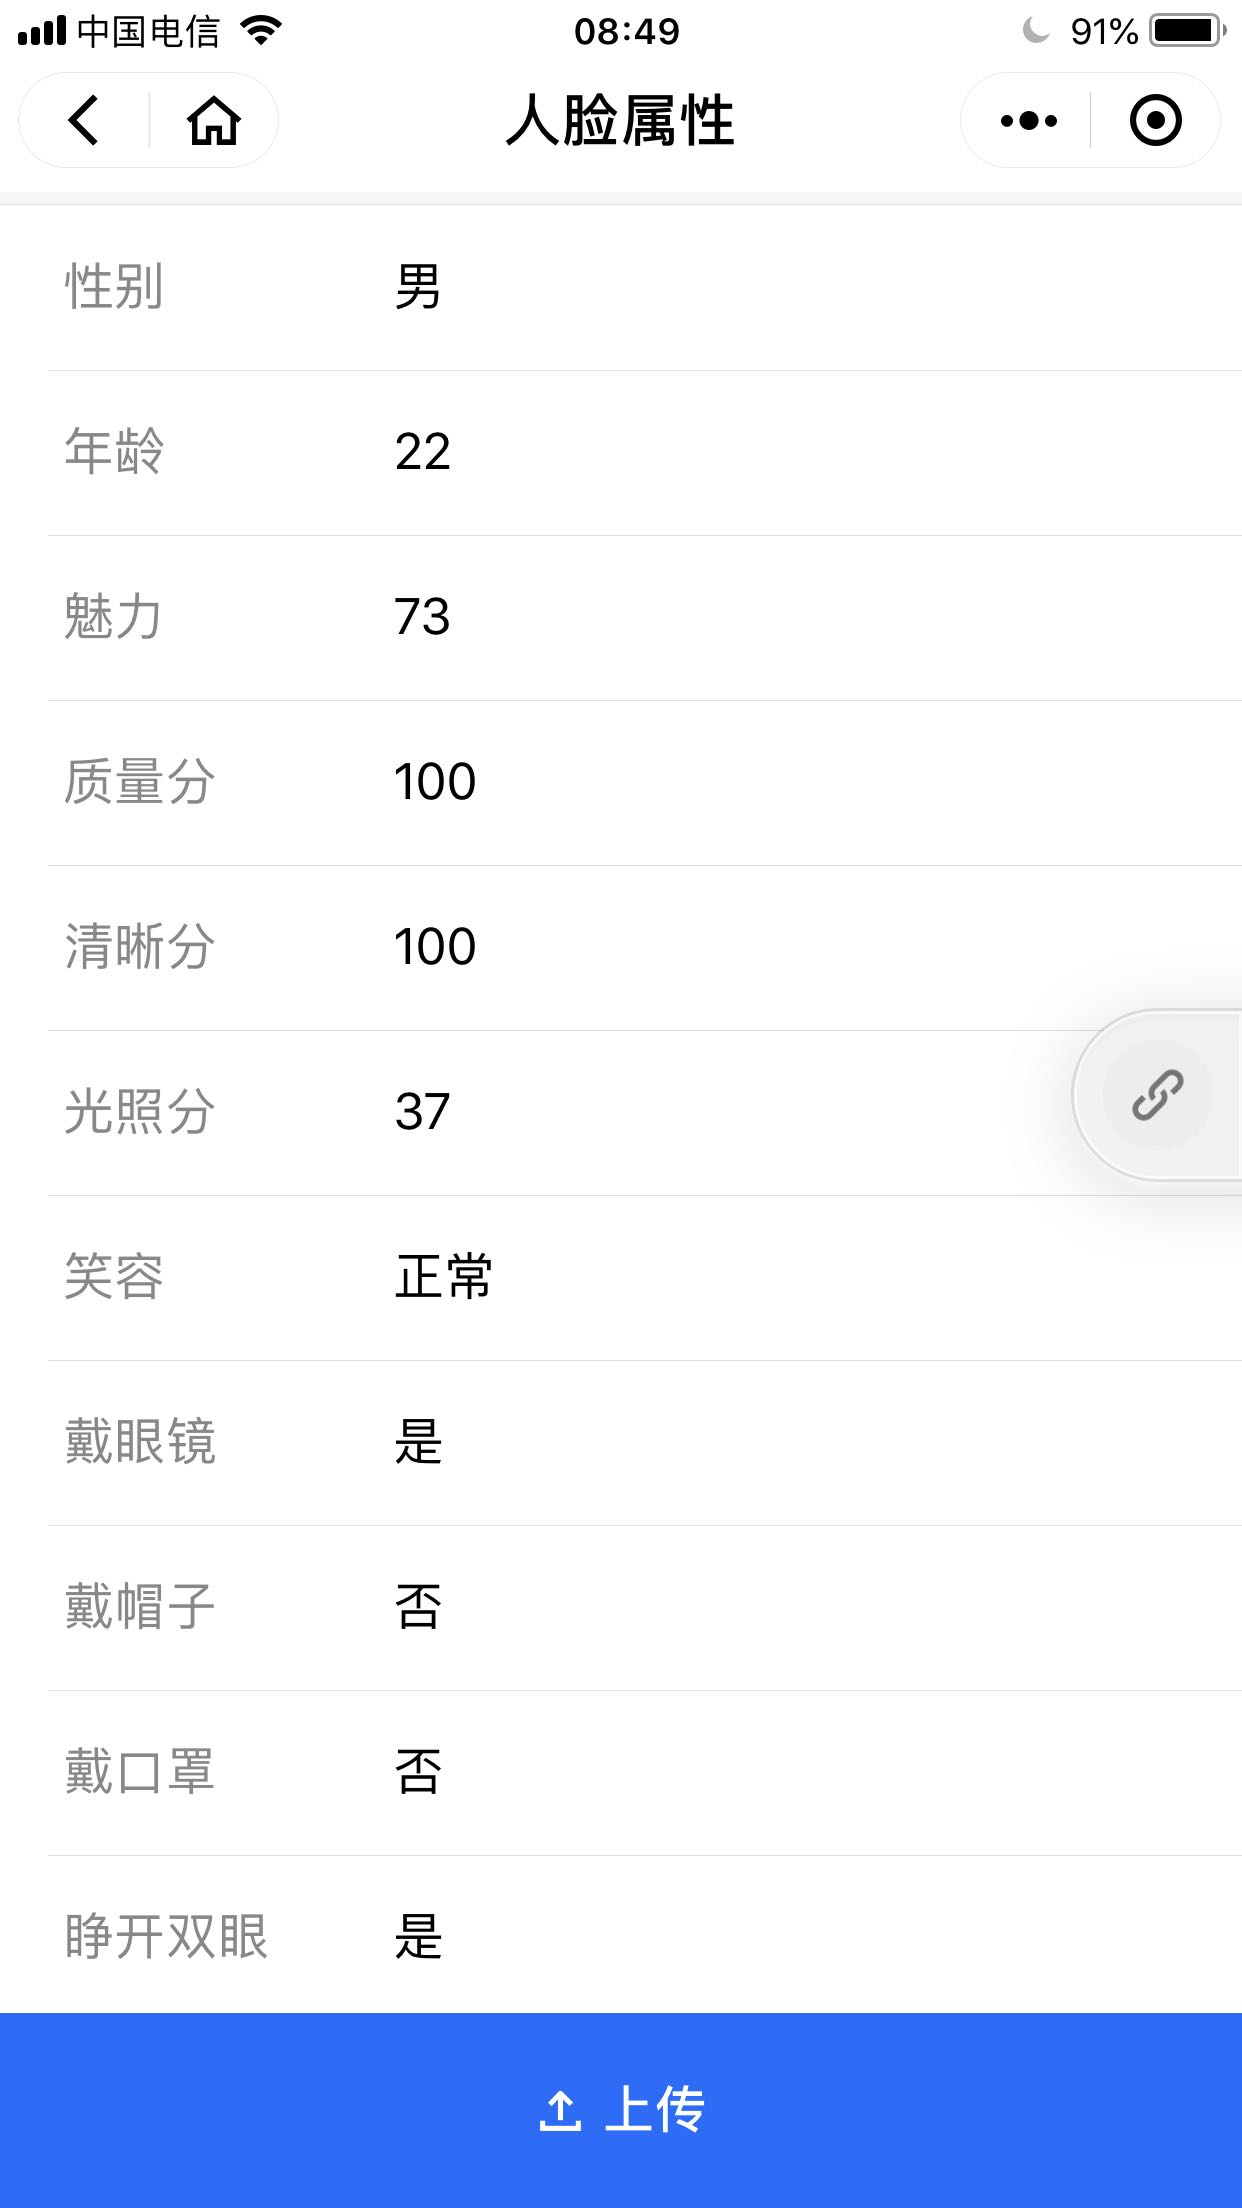 中国电信 08:49 91%
人脸属性
性别 男
年龄 22
魅力 73
质量分 100
清晰分 100
光照分 37
笑容 正常
戴眼镜 是
戴帽子 否
戴口罩 否
睁开双眼 是
上传